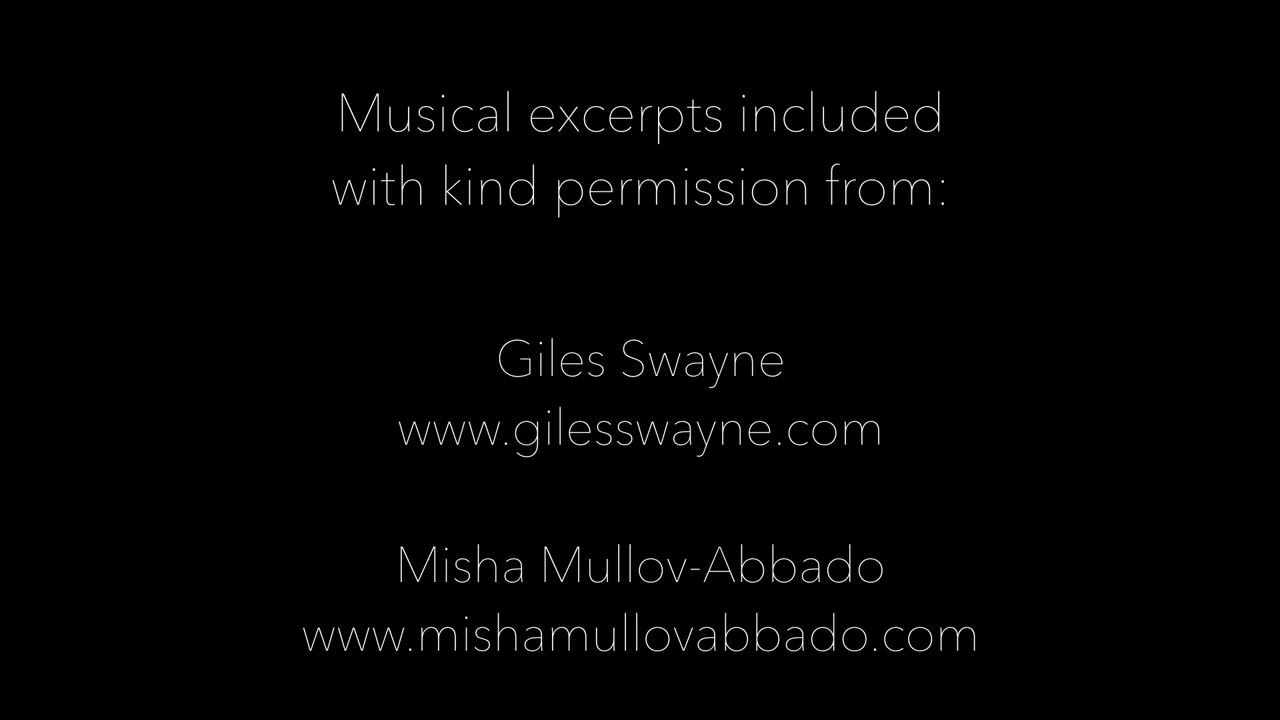 Musical excerpts included
with kind permission from:
Giles Swayne
www.gilesswayne.com
Misha Mullov-Abbado
www.mishamullovabbado.com